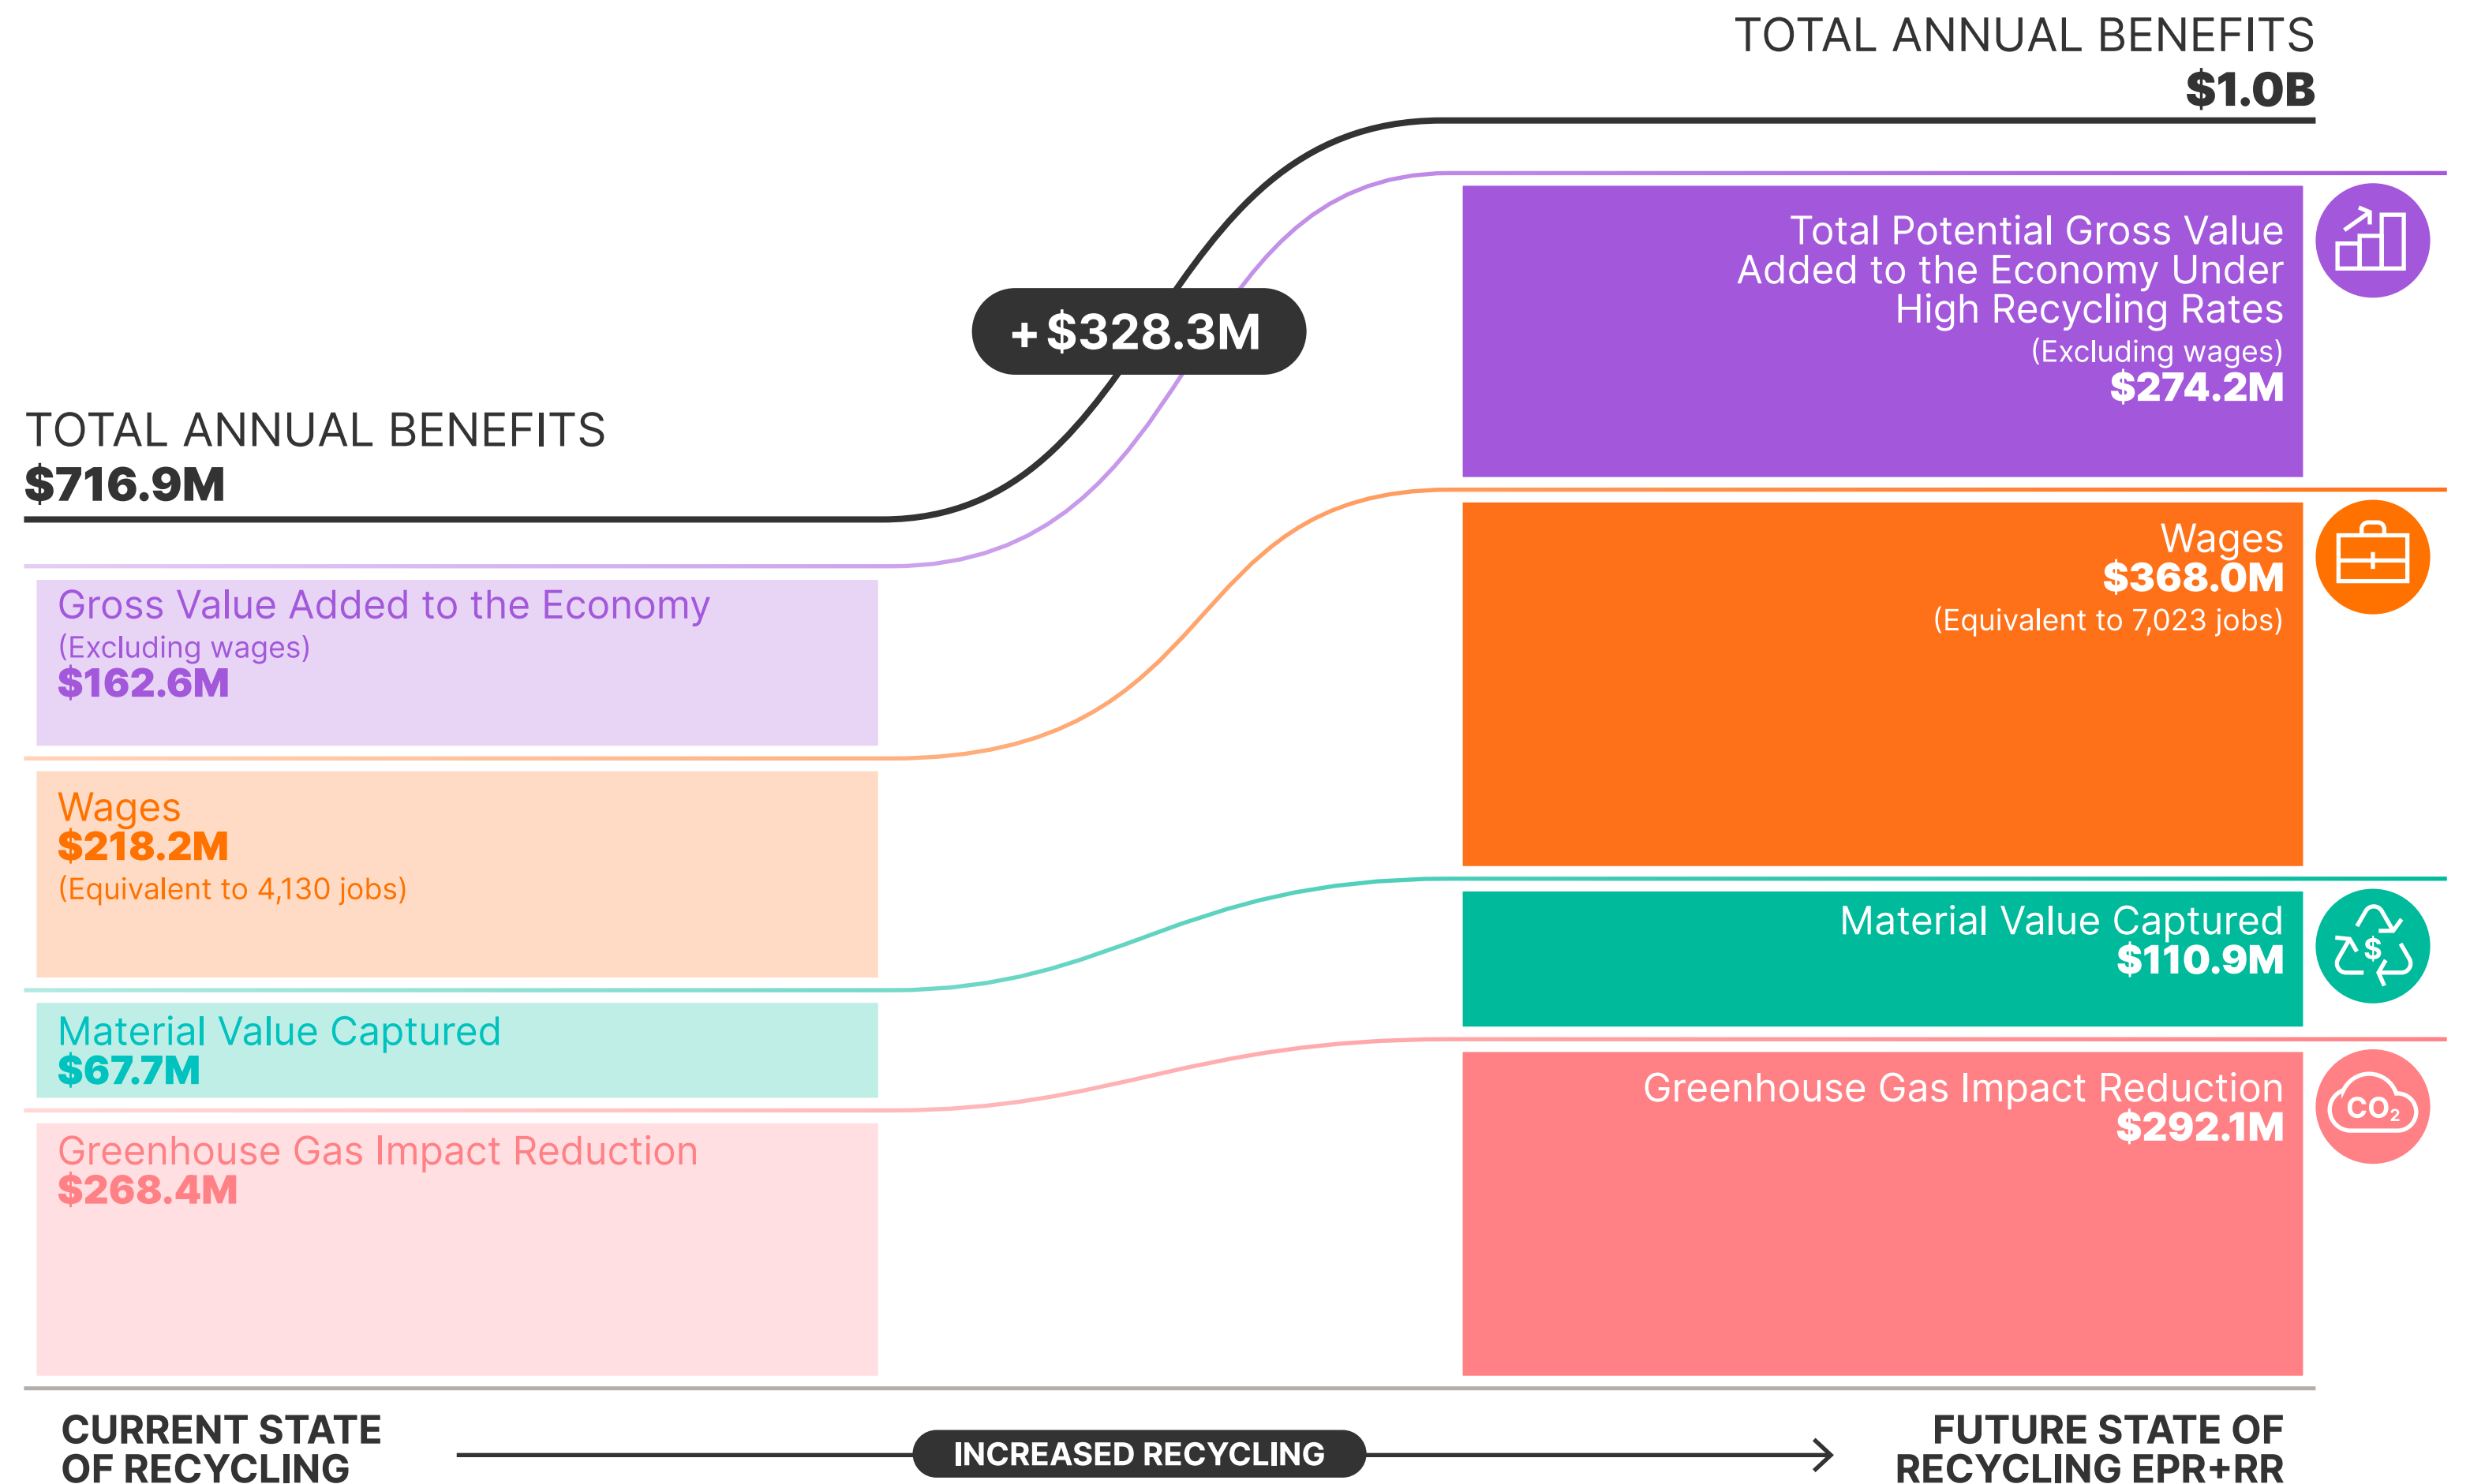 TOTAL ANNUAL BENEFITS
$1.0B
+$328.3M
TOTAL ANNUAL BENEFITS
$716.9M
Gross Value Added to the Economy
(Excluding wages)
$162.6M
Wages
$218.2M
(Equivalent to 4,130 jobs)
Material Value Captured
$67.7M
Greenhouse Gas Impact Reduction
$268.4M
Total Potential Gross Value
Added to the Economy Under
High Recycling Rates
(Excluding wages)
$274.2M
Wages
$368.0M
(Equivalent to 7,023 jobs)
Material Value Captured
$110.9M
$
Greenhouse Gas Impact Reduction
$292.1M
CO2
CURRENT STATE
OF RECYCLING
INCREASED RECYCLING
FUTURE STATE OF
RECYCLING EPR+RR